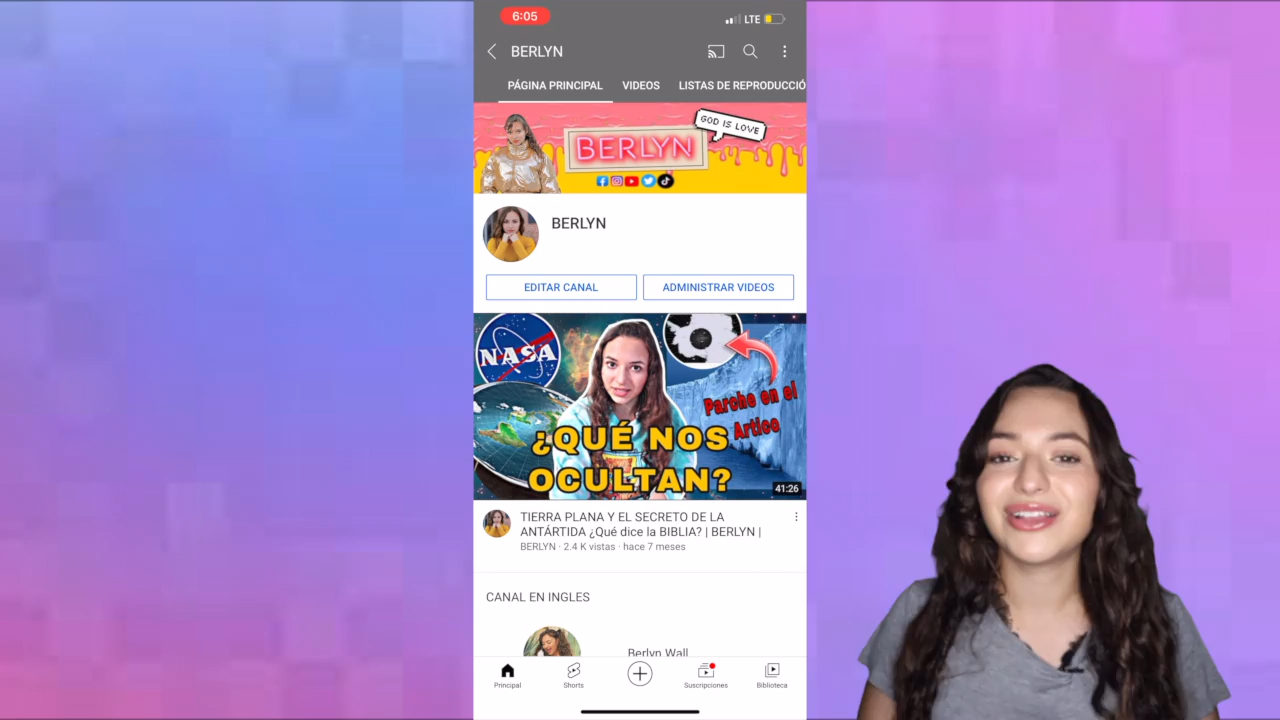 6:05
LTE
BERLYN
PÁGINA PRINCIPAL
VIDEOS
LISTAS DE REPRODUCCIÓ
GOD IS LOVE
BERLYN
BERLYN
EDITAR CANAL
ADMINISTRAR VIDEOS
NASA
Parche en el
Artico
¿QUÉ NOS
OCULTAN?
41:26
TIERRA PLANA Y EL SECRETO DE LA
ANTÁRTIDA ¿Qué dice la BIBLIA? | BERLYN |
BERLYN · 2.4 K vistas · hace 7 meses
CANAL EN INGLES
Berlyn Wall
Principal
Shorts
Suscripciones
Biblioteca